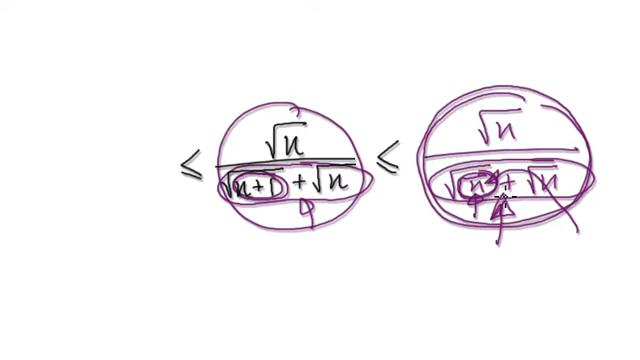 ≤ √n / (√(n+1) + √n) ≤ √n / (√n + √n)